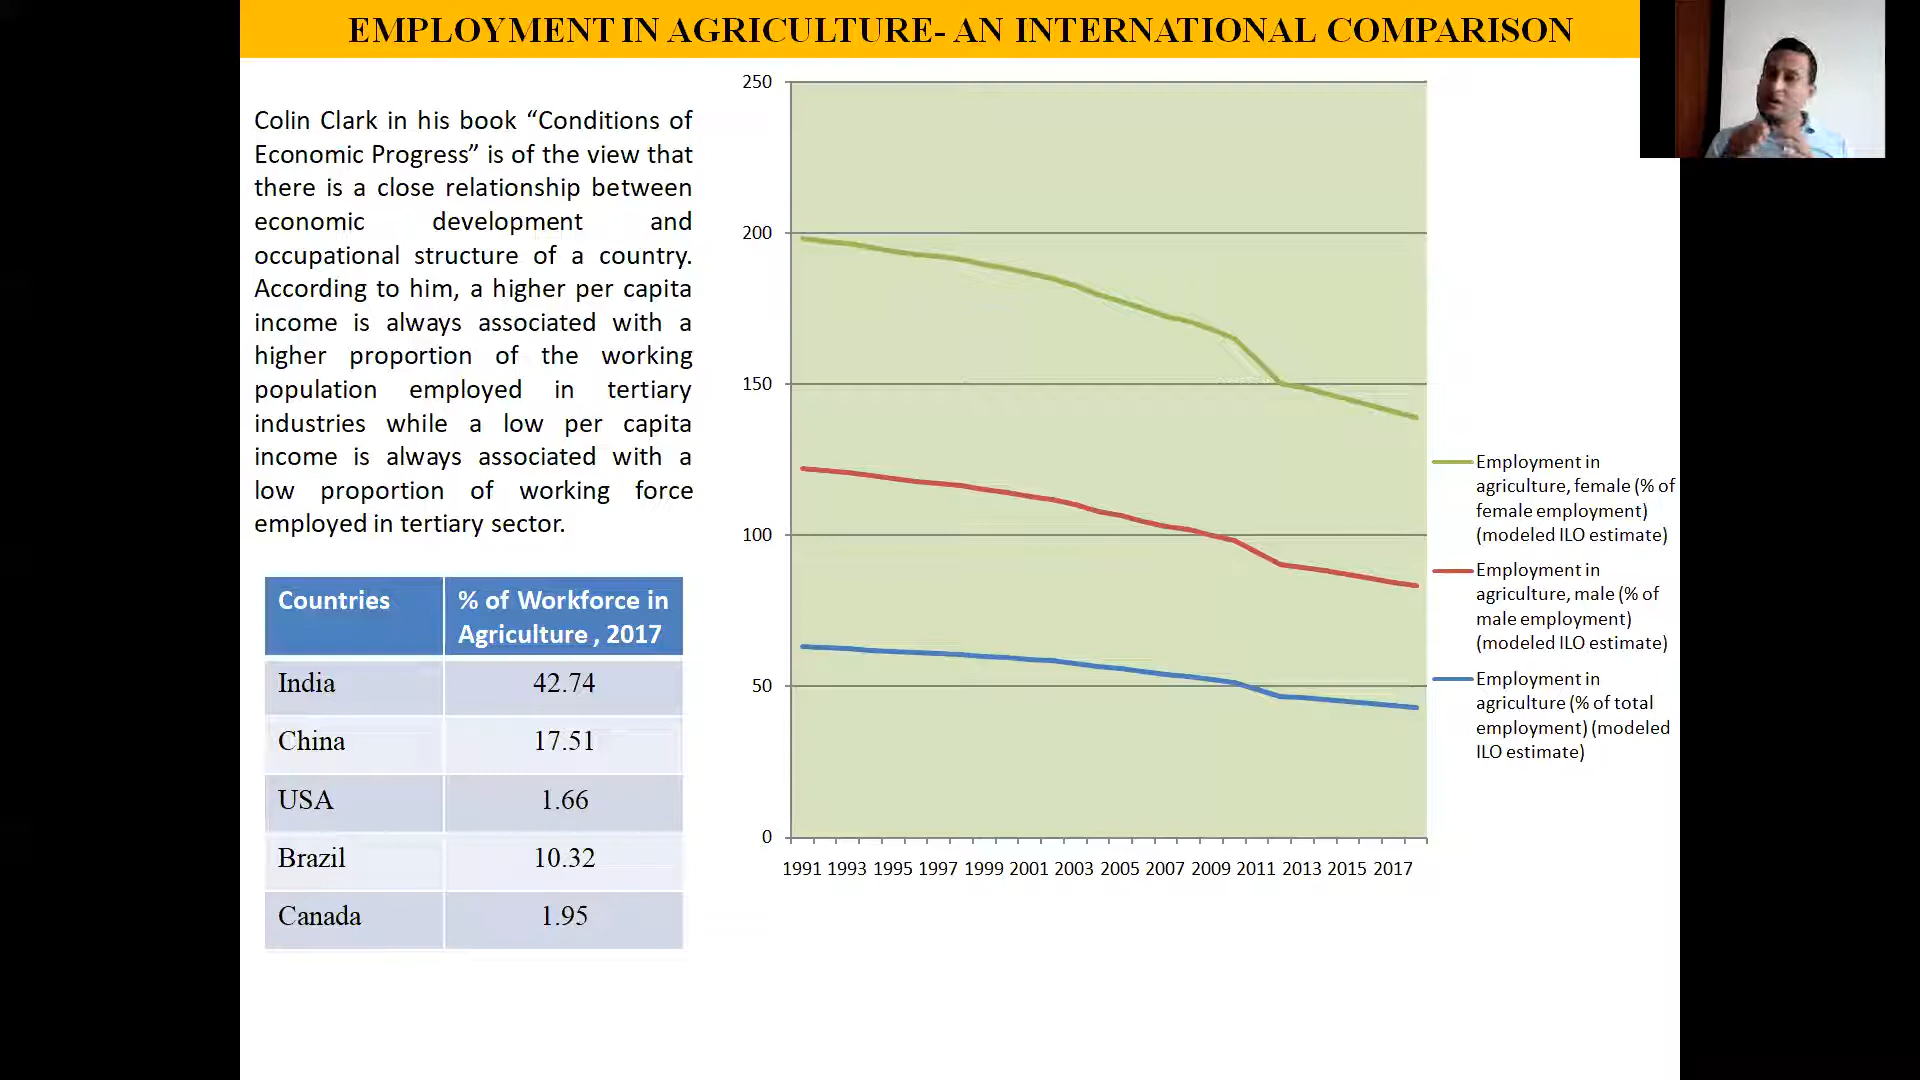 EMPLOYMENT IN AGRICULTURE- AN INTERNATIONAL COMPARISON
Colin Clark in his book “Conditions of
Economic Progress” is of the view that
there is a close relationship between
economic development and
occupational structure of a country.
According to him, a higher per capita
income is always associated with a
higher proportion of the working
population employed in tertiary
industries while a low per capita
income is always associated with a
low proportion of working force
employed in tertiary sector.
Countries % of Workforce in
Agriculture , 2017
India 42.74
China 17.51
USA 1.66
Brazil 10.32
Canada 1.95
250
200
150
100
50
0
1991 1993 1995 1997 1999 2001 2003 2005 2007 2009 2011 2013 2015 2017
Employment in
agriculture, female (% of
female employment)
(modeled ILO estimate)
Employment in
agriculture, male (% of
male employment)
(modeled ILO estimate)
Employment in
agriculture (% of total
employment) (modeled
ILO estimate)